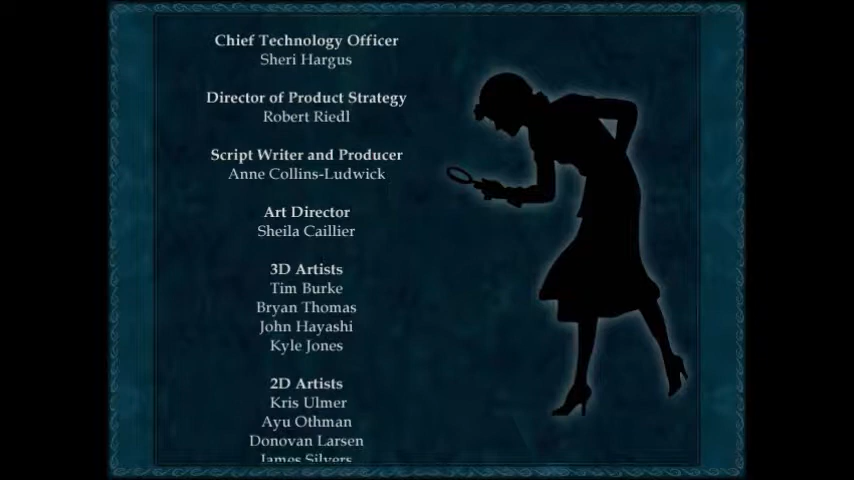 Chief Technology Officer
Sheri Hargus
Director of Product Strategy
Robert Riedl
Script Writer and Producer
Anne Collins-Ludwick
Art Director
Sheila Caillier
3D Artists
Tim Burke
Bryan Thomas
John Hayashi
Kyle Jones
2D Artists
Kris Ulmer
Ayu Othman
Donovan Larsen
James Silvers